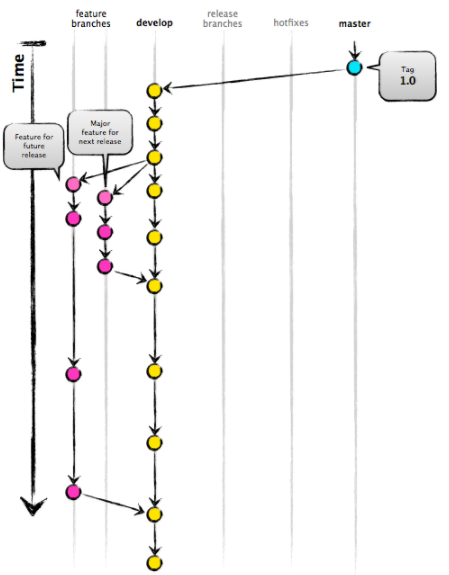 feature
branches
develop
release
branches
hotfixes
master
Time
Tag
1.0
Major
feature for
next release
Feature for
future
release